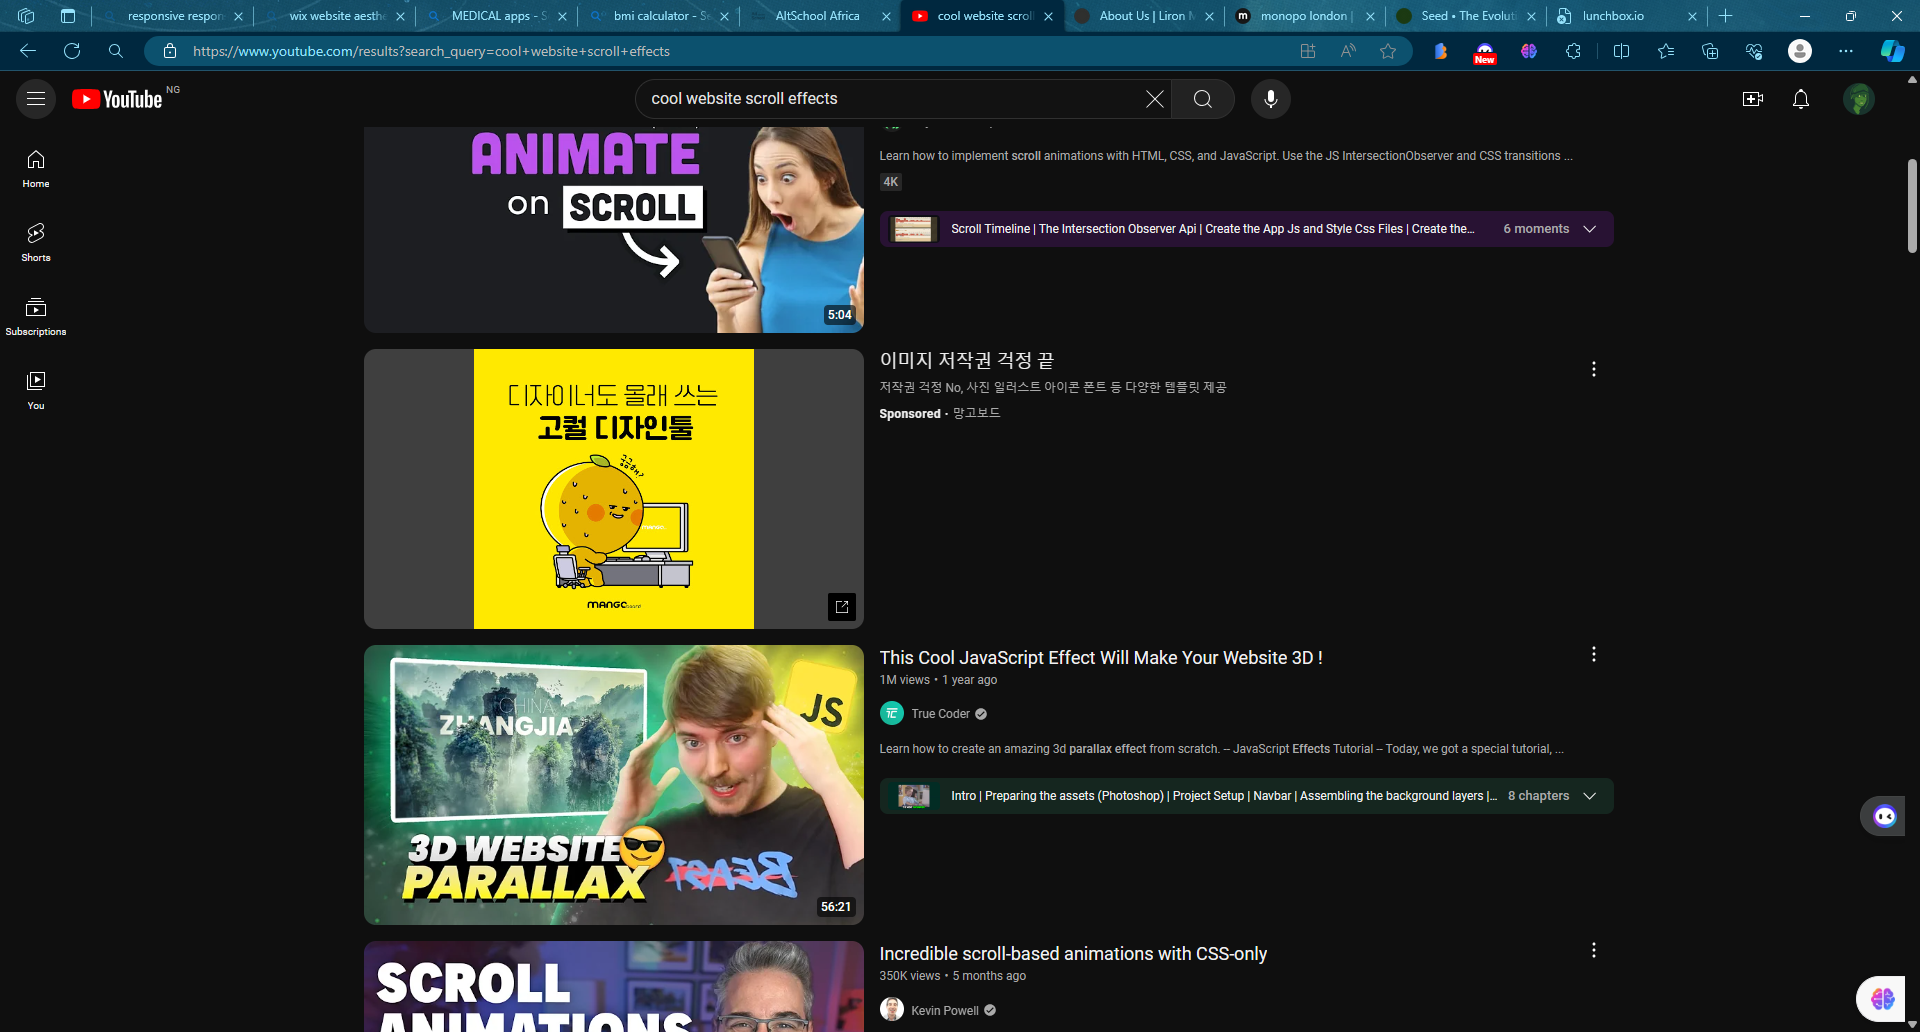 responsive respon
wix website aesthe
MEDICAL apps - S
bmi calculator - Se
AltSchool Africa
cool website scroll
About Us | Liron M
monopo london |
Seed • The Evoluti
lunchbox.io
https://www.youtube.com/results?search_query=cool+website+scroll+effects
New
YouTube NG
cool website scroll effects
Home
Shorts
Subscriptions
You
ANIMATE
on SCROLL
5:04
Learn how to implement scroll animations with HTML, CSS, and JavaScript. Use the JS IntersectionObserver and CSS transitions ...
4K
Scroll Timeline | The Intersection Observer Api | Create the App Js and Style Css Files | Create the...
6 moments
디자이너도 몰래 쓰는
고퀄 디자인툴
궁금해?
MANGOboard
이미지 저작권 걱정 끝
저작권 걱정 No, 사진 일러스트 아이콘 폰트 등 다양한 템플릿 제공
Sponsored · 망고보드
CHINA
ZHANGJIA
JS
3D WEBSITE
PARALLAX
BEAST
56:21
This Cool JavaScript Effect Will Make Your Website 3D !
1M views • 1 year ago
True Coder
Learn how to create an amazing 3d parallax effect from scratch. -- JavaScript Effects Tutorial -- Today, we got a special tutorial, ...
Intro | Preparing the assets (Photoshop) | Project Setup | Navbar | Assembling the background layers |...
8 chapters
SCROLL
ANIMATIONS
Incredible scroll-based animations with CSS-only
350K views • 5 months ago
Kevin Powell